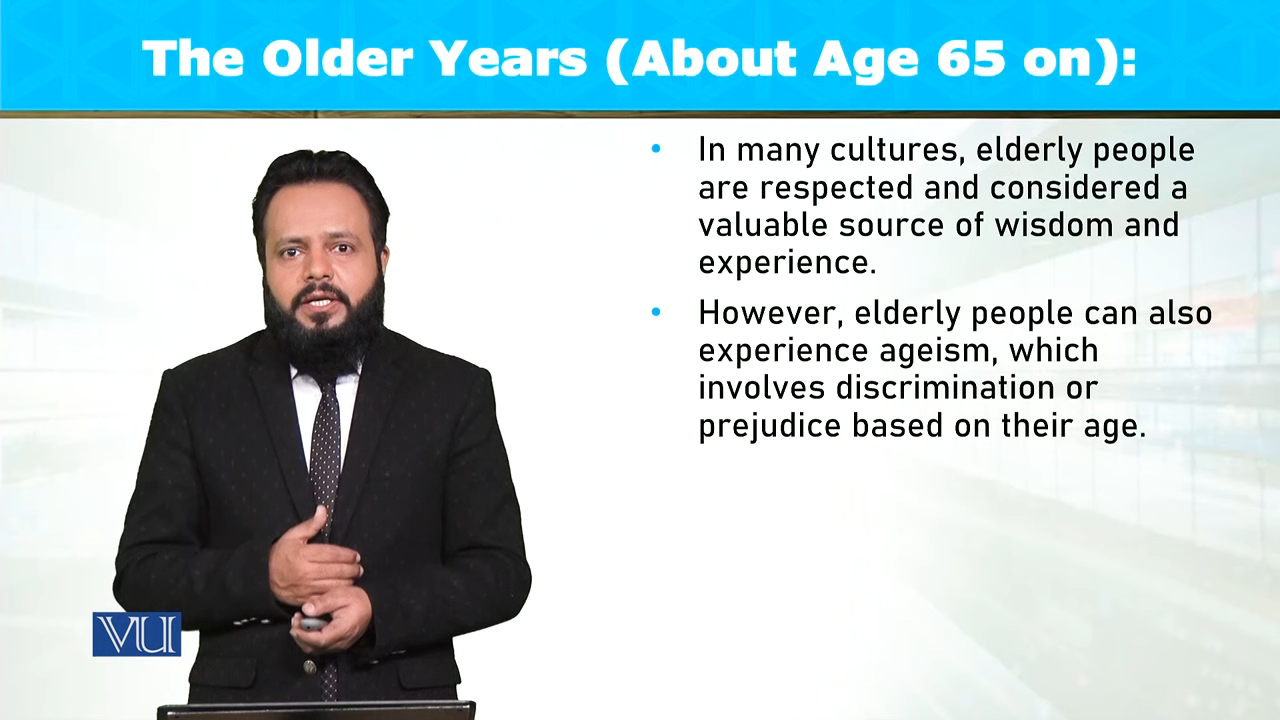 The Older Years (About Age 65 on):
• In many cultures, elderly people
are respected and considered a
valuable source of wisdom and
experience.
• However, elderly people can also
experience ageism, which
involves discrimination or
prejudice based on their age.
VU